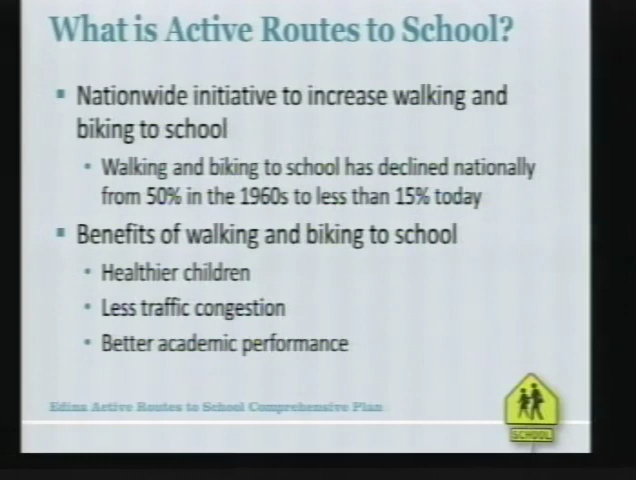 What is Active Routes to School?
Nationwide initiative to increase walking and
biking to school
Walking and biking to school has declined nationally
from 50% in the 1960s to less than 15% today
Benefits of walking and biking to school
Healthier children
Less traffic congestion
Better academic performance
Edina Active Routes to School Comprehensive Plan
SCHOOL